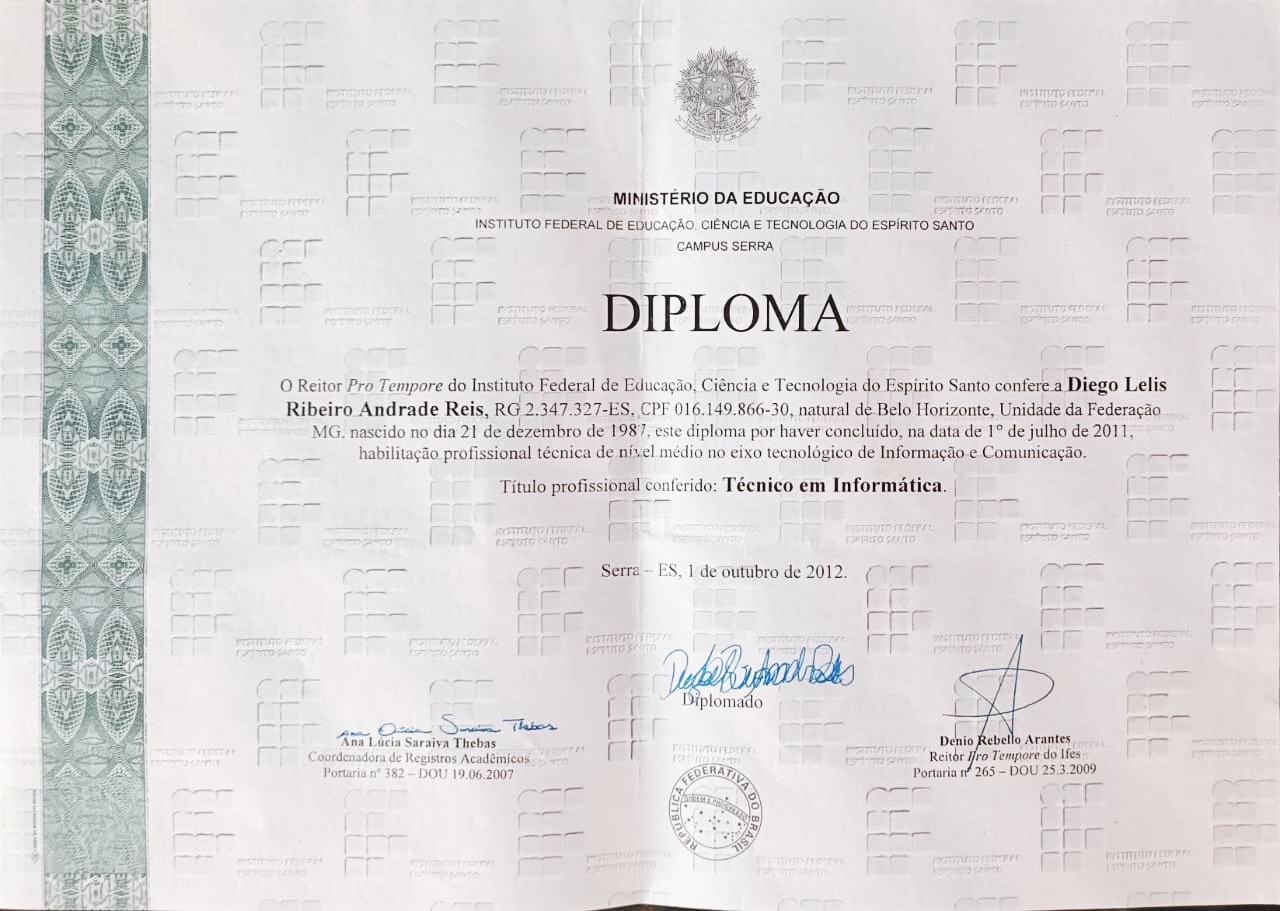 MINISTÉRIO DA EDUCAÇÃO
INSTITUTO FEDERAL DE EDUCAÇÃO, CIÊNCIA E TECNOLOGIA DO ESPÍRITO SANTO
CAMPUS SERRA
DIPLOMA
O Reitor Pro Tempore do Instituto Federal de Educação, Ciência e Tecnologia do Espírito Santo confere a Diego Lelis
Ribeiro Andrade Reis, RG 2.347.327-ES, CPF 016.149.866-30, natural de Belo Horizonte, Unidade da Federação
MG, nascido no dia 21 de dezembro de 1987, este diploma por haver concluído, na data de 1º de julho de 2011,
habilitação profissional técnica de nível médio no eixo tecnológico de Informação e Comunicação.
Título profissional conferido: Técnico em Informática.
Serra – ES, 1 de outubro de 2012.
Diplomado
Ana Lúcia Saraiva Thebas
Ana Lúcia Saraiva Thebas
Coordenadora de Registros Acadêmicos
Portaria nº 382 – DOU 19.06.2007
Denio Rebello Arantes
Reitor Pro Tempore do Ifes
Portaria nº 265 – DOU 25.3.2009
REPÚBLICA FEDERATIVA DO BRASIL
ORDEM E PROGRESSO
INSTITUTO FEDERAL
ESPÍRITO SANTO